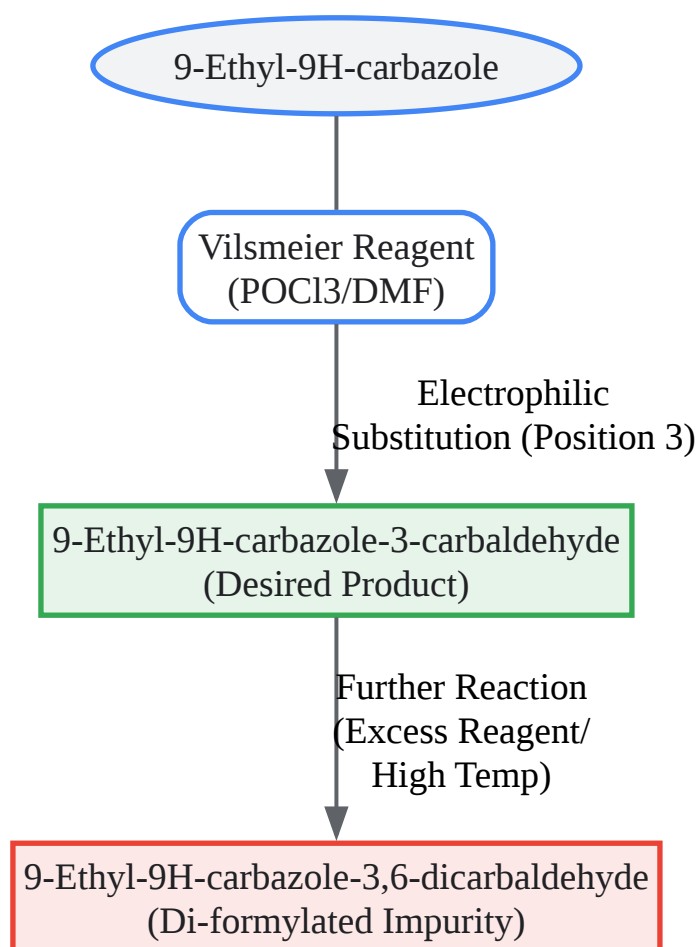 9-Ethyl-9H-carbazole
Vilsmeier Reagent
(POCl3/DMF)
Electrophilic
Substitution (Position 3)
9-Ethyl-9H-carbazole-3-carbaldehyde
(Desired Product)
Further Reaction
(Excess Reagent/
High Temp)
9-Ethyl-9H-carbazole-3,6-dicarbaldehyde
(Di-formylated Impurity)